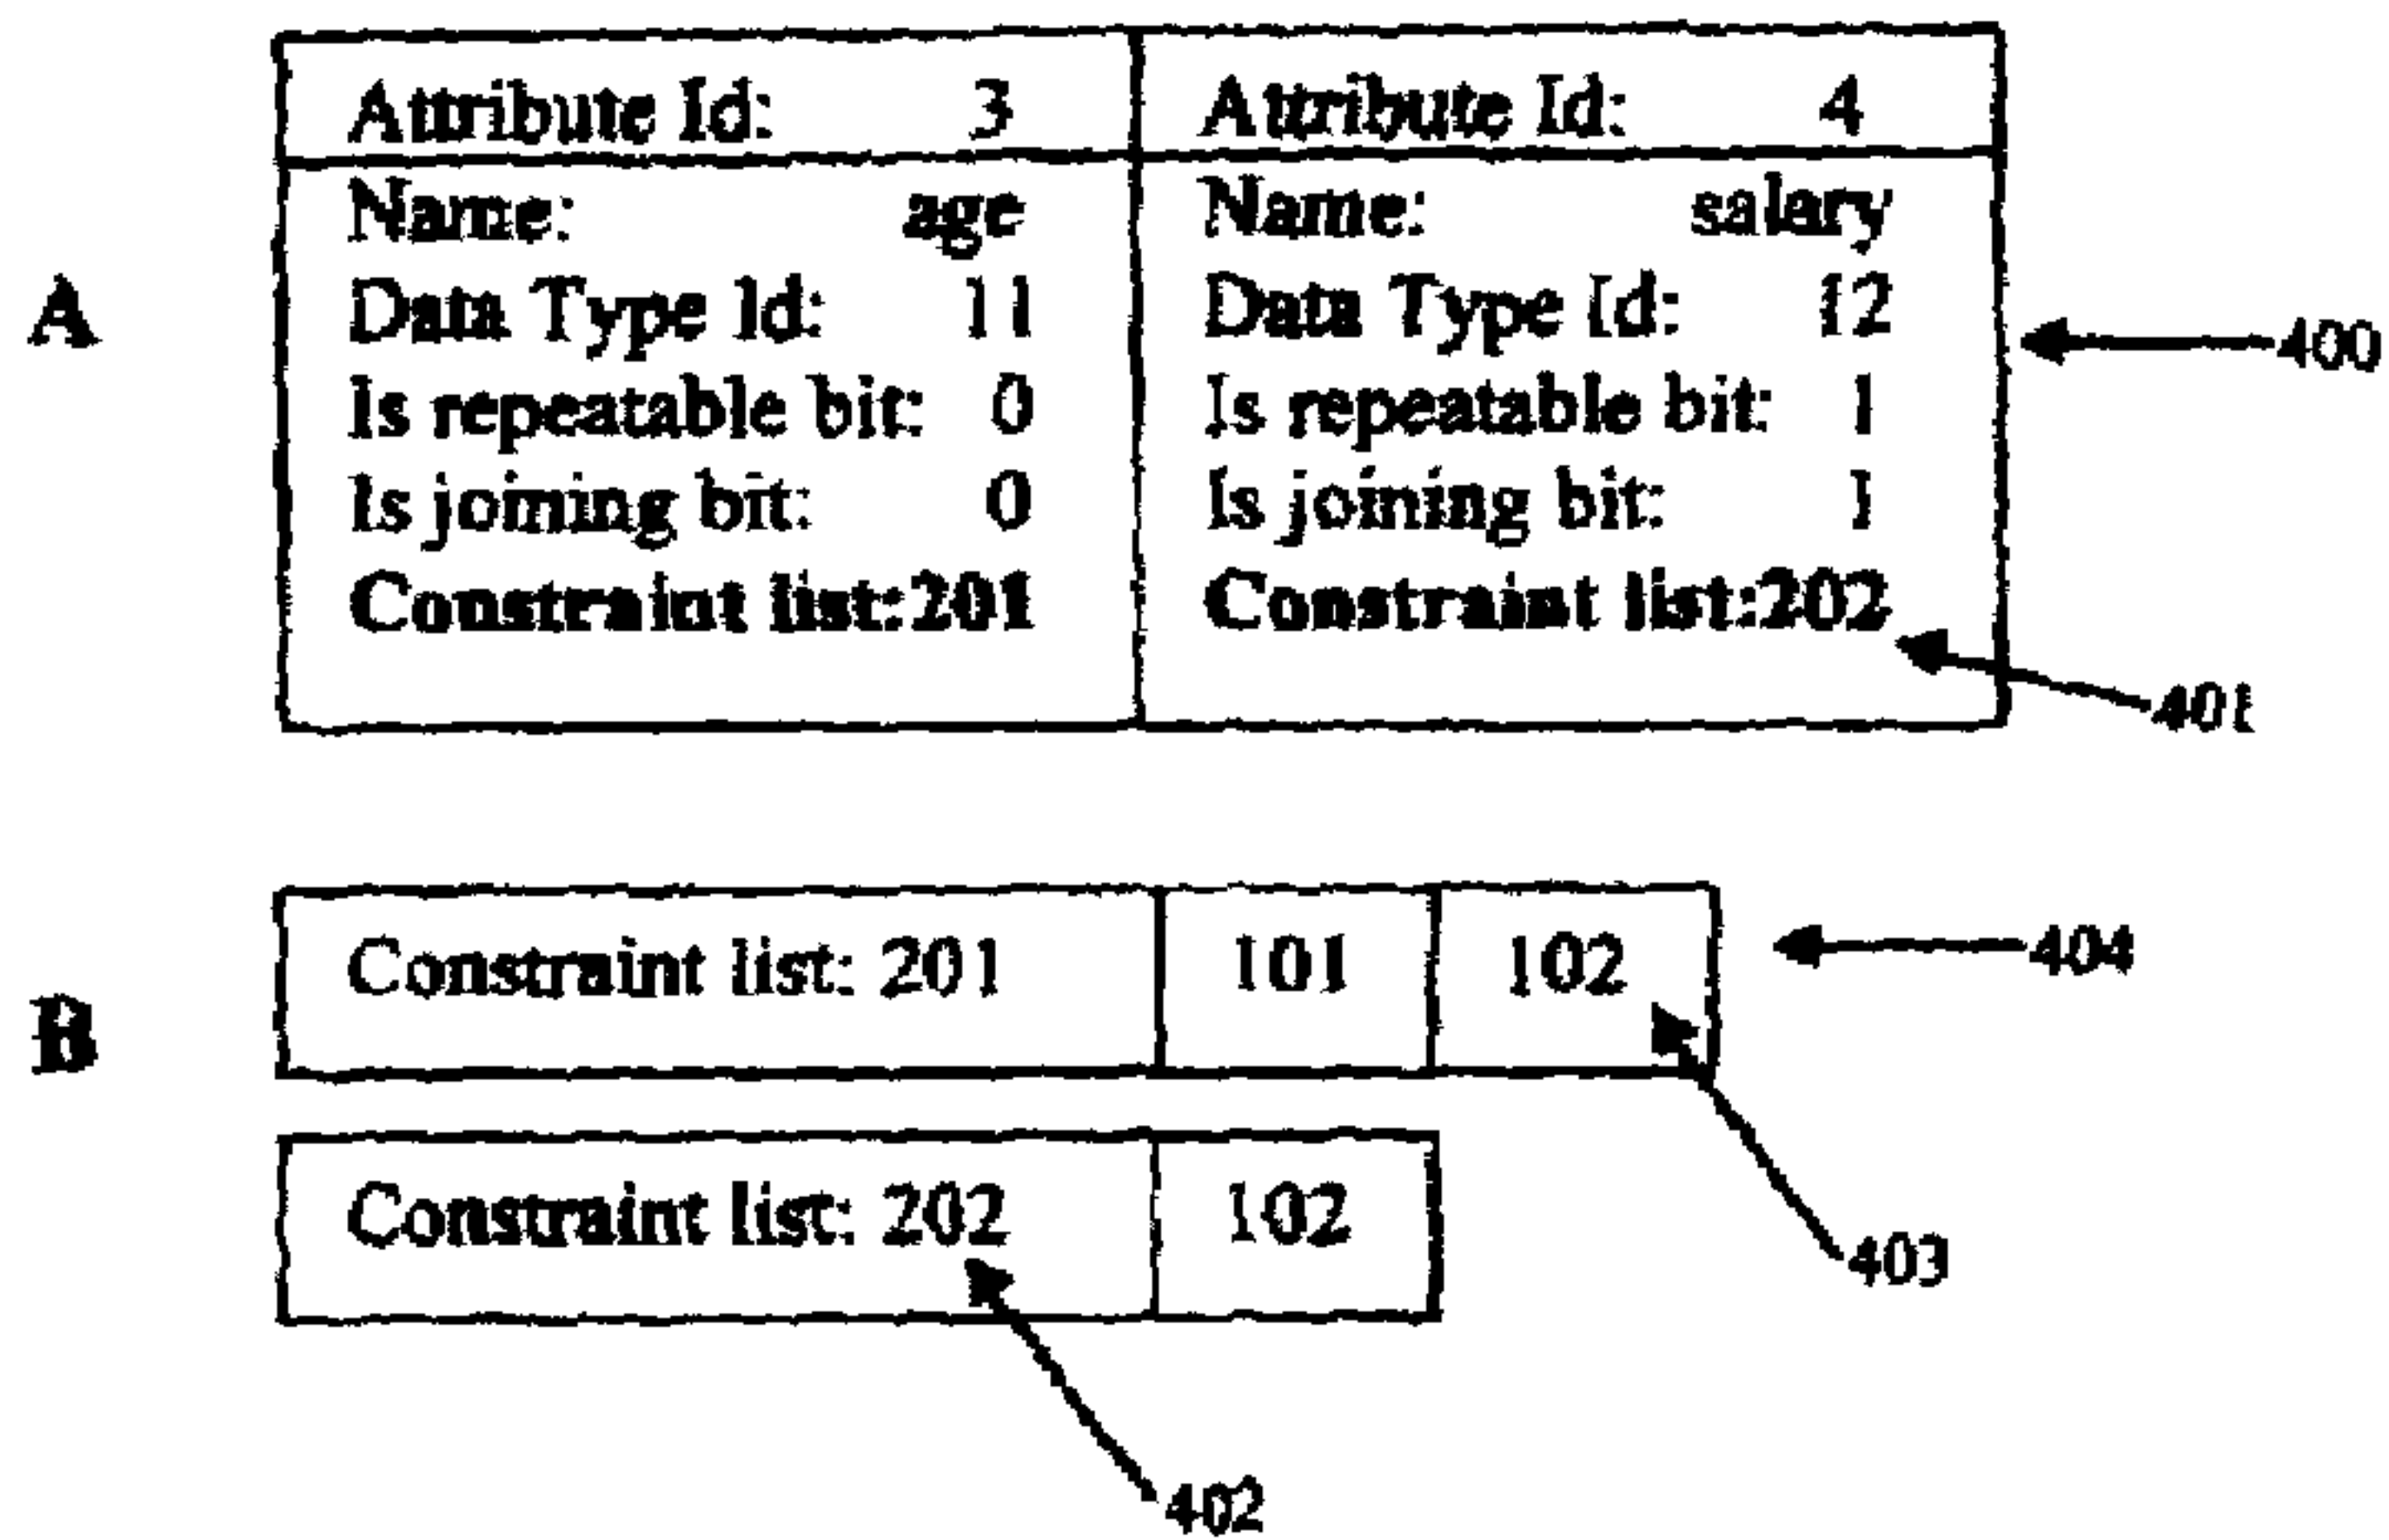 Attribute Id: 3 Attribute Id: 4
Name: age Name: salary
A Data Type Id: 11 Data Type Id: 12 400
Is repeatable bit: 0 Is repeatable bit: 1
Is joining bit: 0 Is joining bit: 1
Constraint list:201 Constraint list:202
401
Constraint list: 201 101 102 404
B
Constraint list: 202 102 403
402